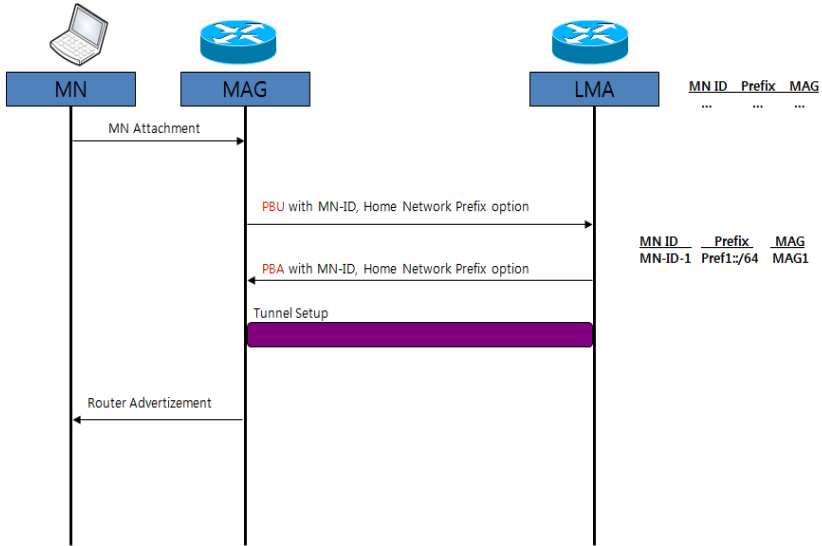 MN
MAG
LMA
MN ID Prefix MAG
... ... ...
MN Attachment
PBU with MN-ID, Home Network Prefix option
MN ID Prefix MAG
MN-ID-1 Pref1::/64 MAG1
PBA with MN-ID, Home Network Prefix option
Tunnel Setup
Router Advertizement